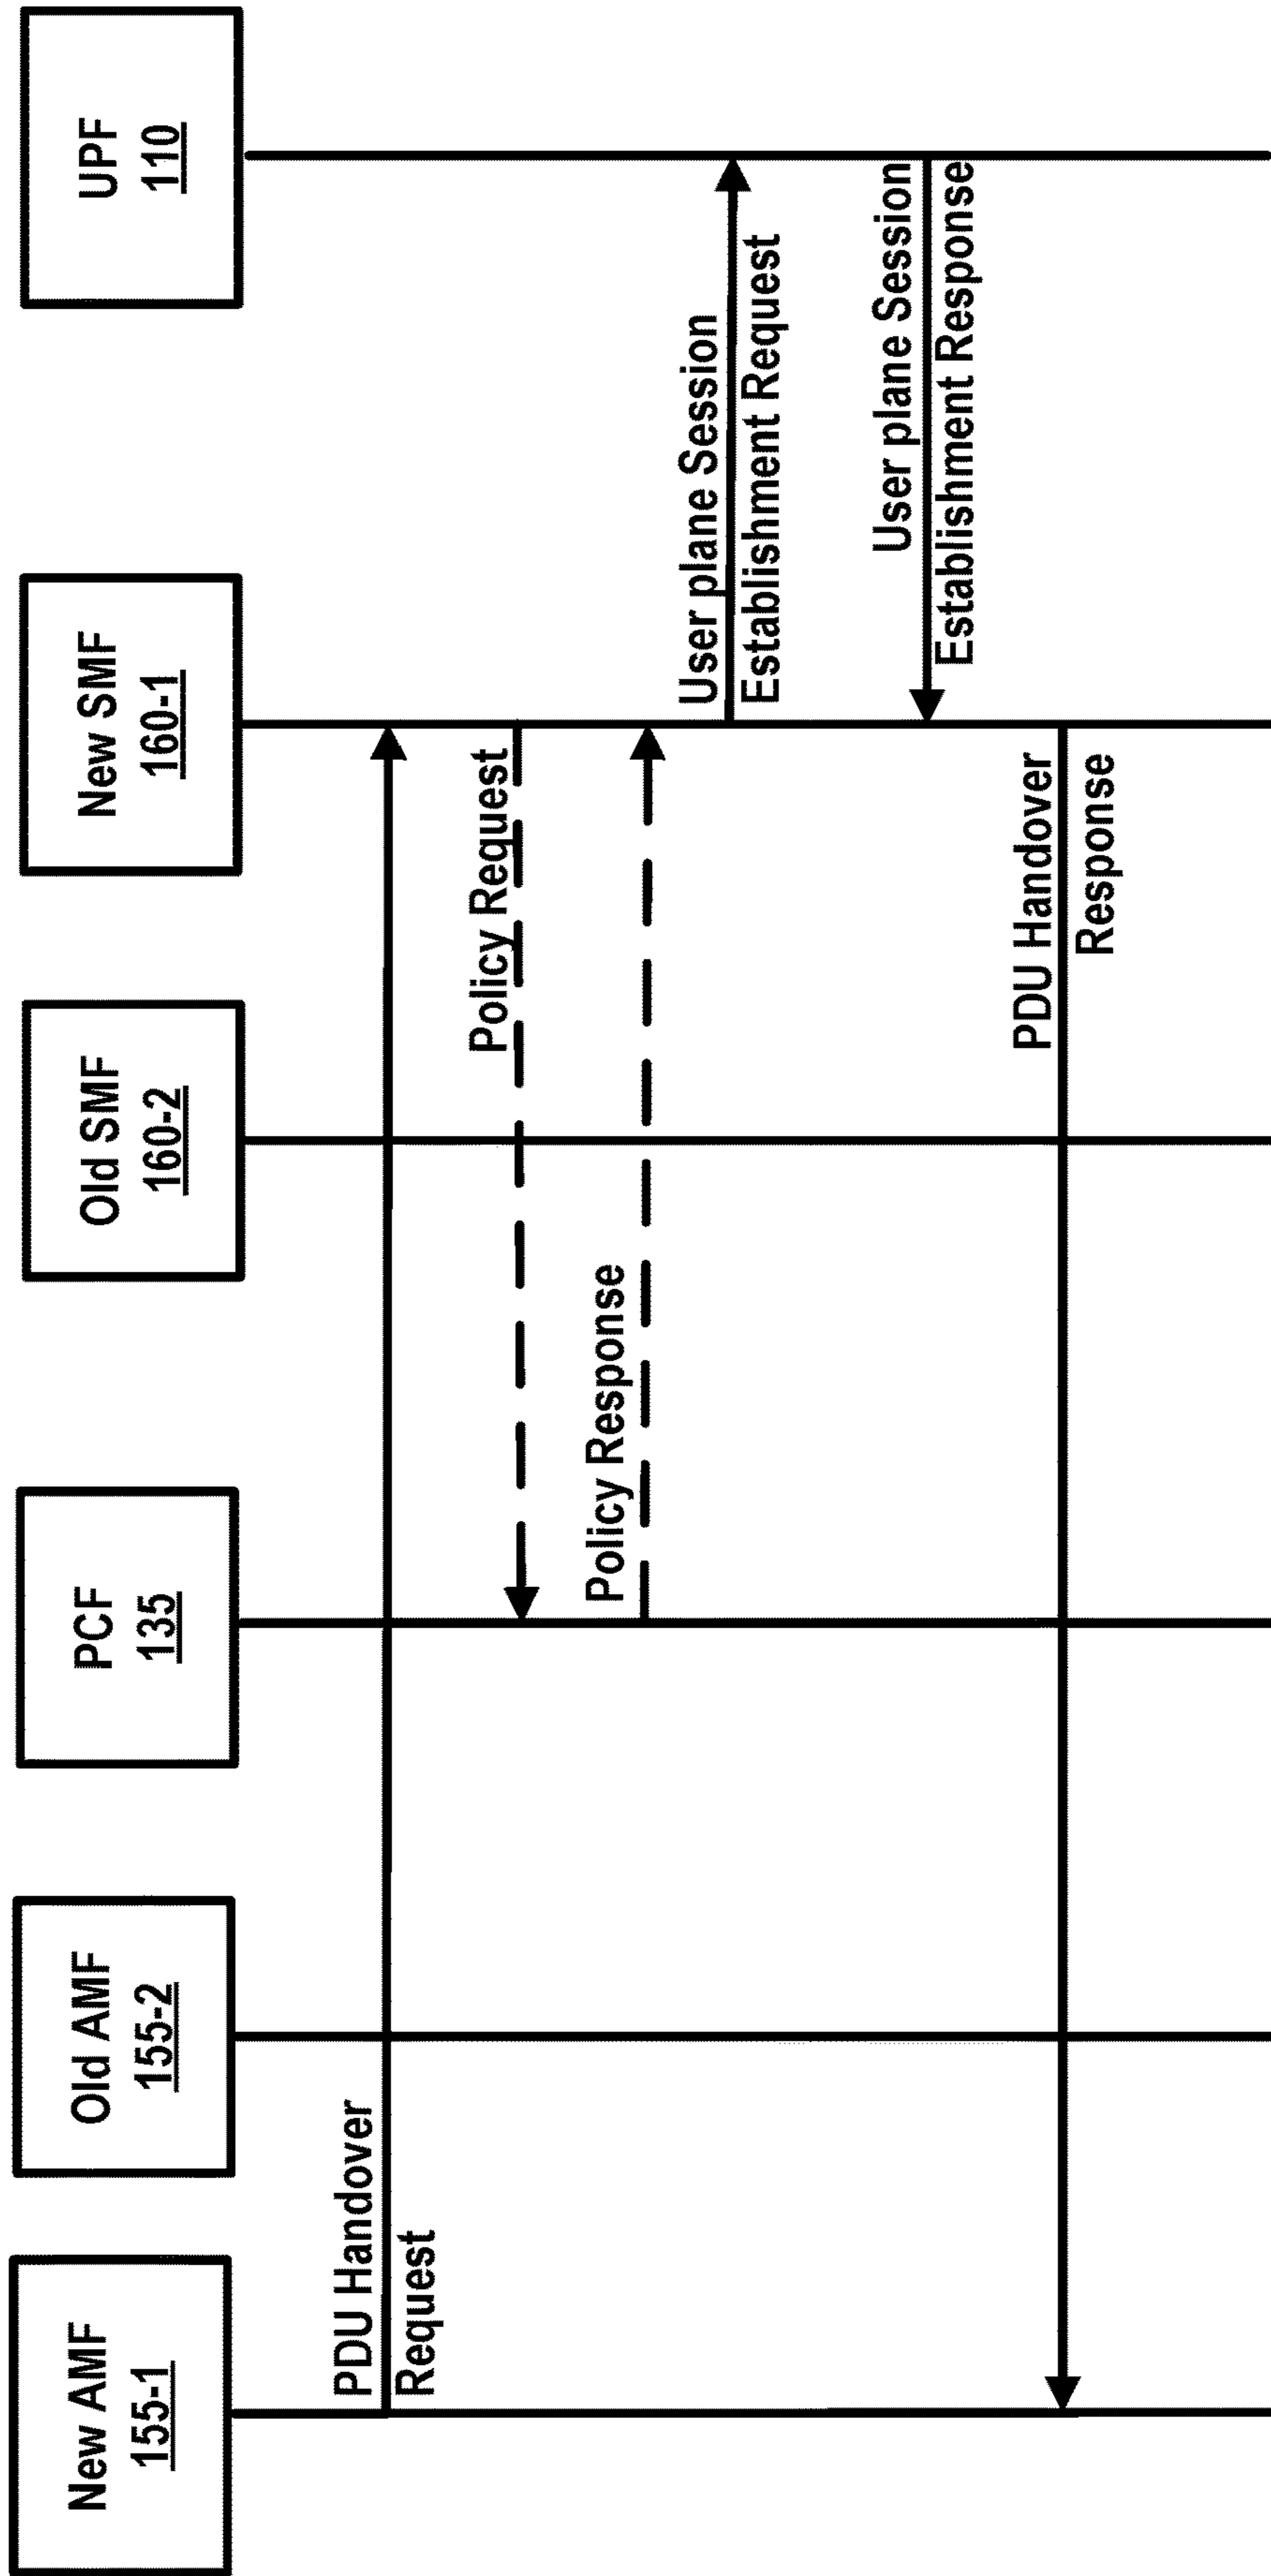 New AMF
155-1
Old AMF
155-2
PCF
135
Old SMF
160-2
New SMF
160-1
UPF
110
PDU Handover
Request
Policy Request
Policy Response
User plane Session
Establishment Request
User plane Session
Establishment Response
PDU Handover
Response